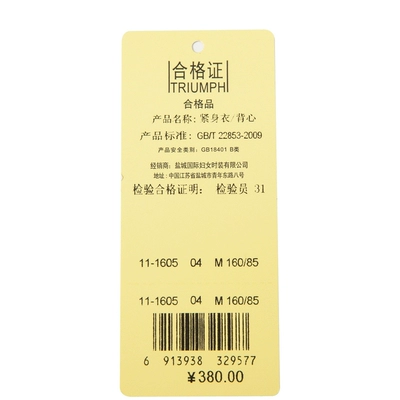 合格证
TRIUMPH
合格品
产品名称: 紧身衣/背心
产品标准: GB/T 22853-2009
产品安全类别: GB18401 B类
经销商: 盐城国际妇女时装有限公司
地址: 中国江苏省盐城市青年东路八号
检验合格证明: 检验员 31
11-1605 04 M 160/85
11-1605 04 M 160/85
6 913938 329577
¥380.00